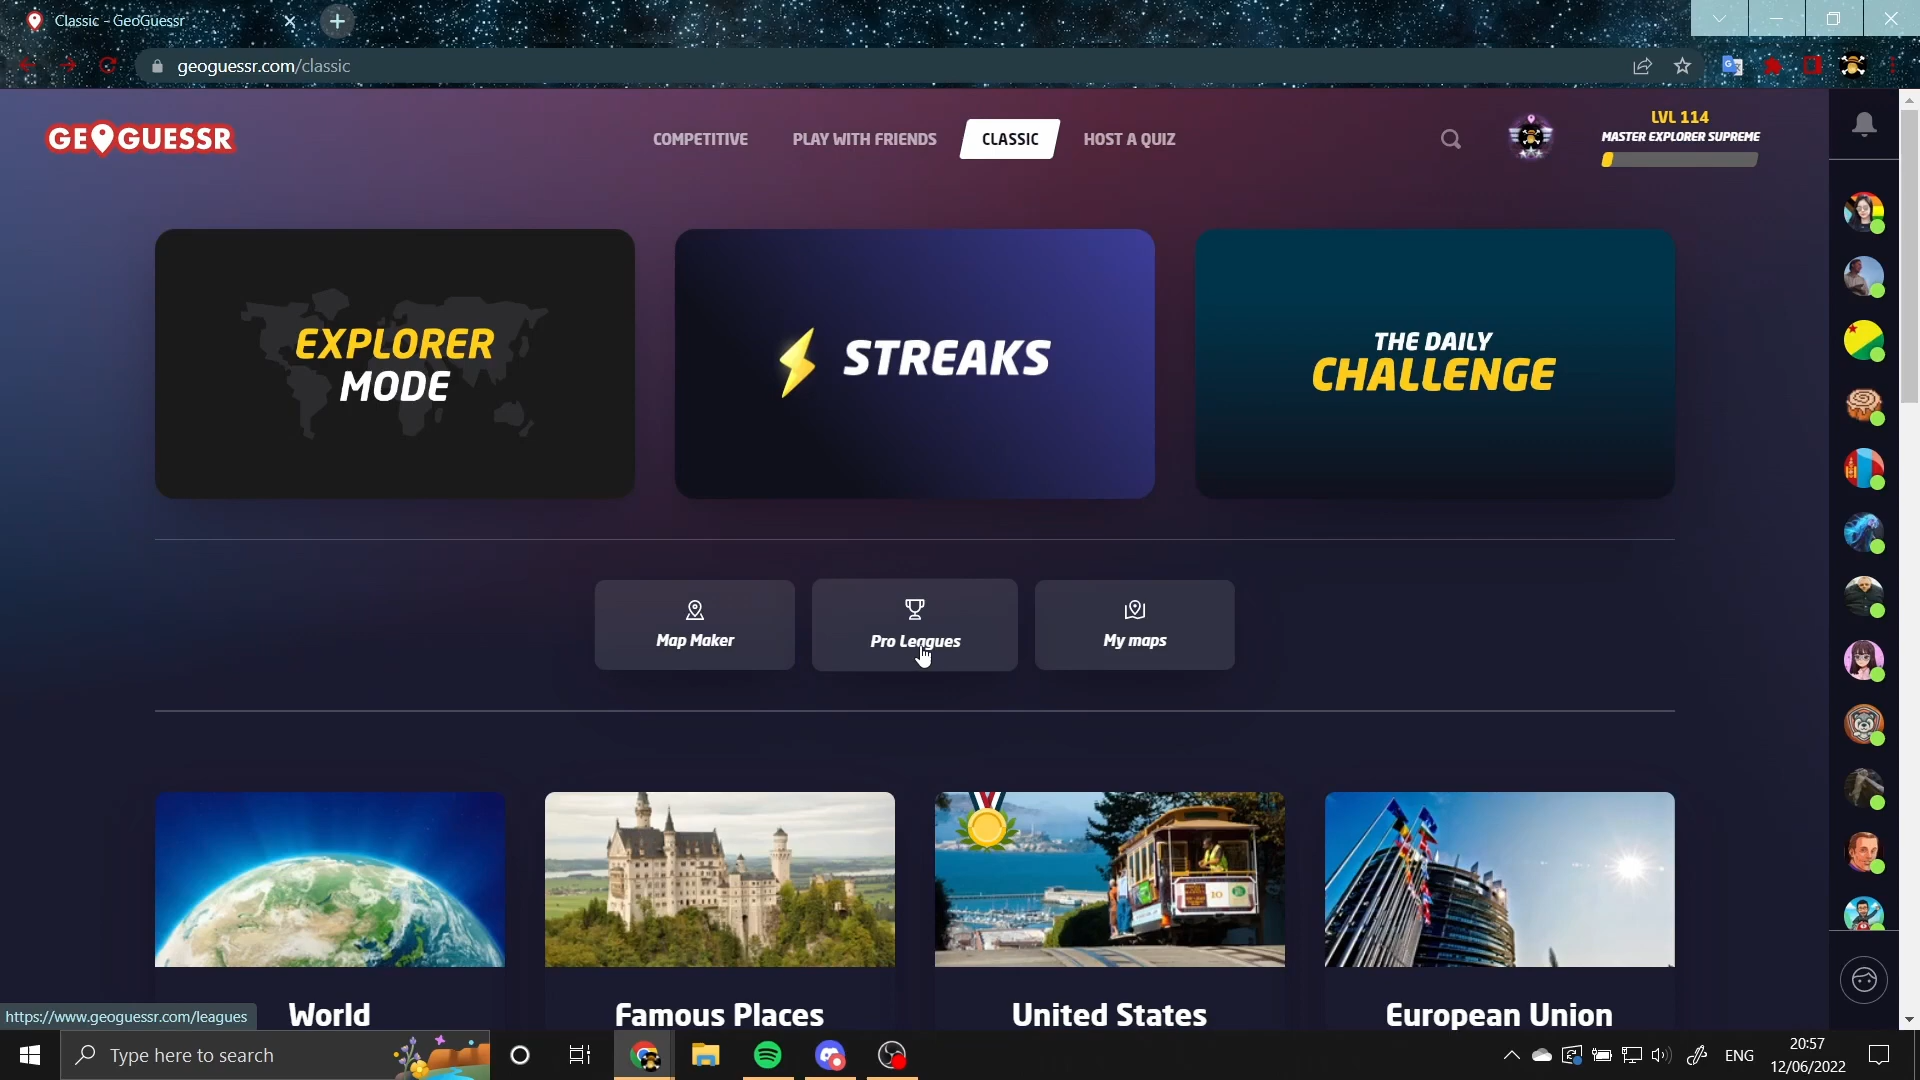 Classic - GeoGuessr
geoguessr.com/classic
GEOGUESSR
COMPETITIVE
PLAY WITH FRIENDS
CLASSIC
HOST A QUIZ
LVL 114
MASTER EXPLORER SUPREME
EXPLORER
MODE
STREAKS
THE DAILY
CHALLENGE
Map Maker
Pro Leagues
My maps
World
Famous Places
United States
European Union
https://www.geoguessr.com/leagues
Type here to search
ENG
20:57
12/06/2022